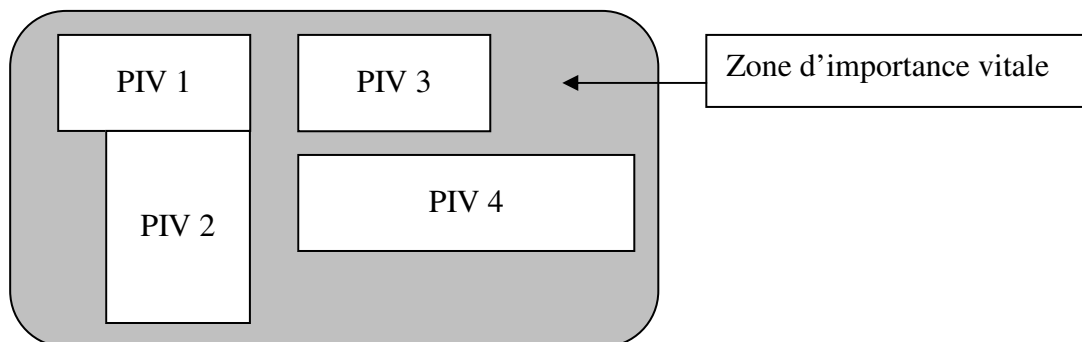 PIV 1
PIV 3
Zone d’importance vitale
PIV 2
PIV 4